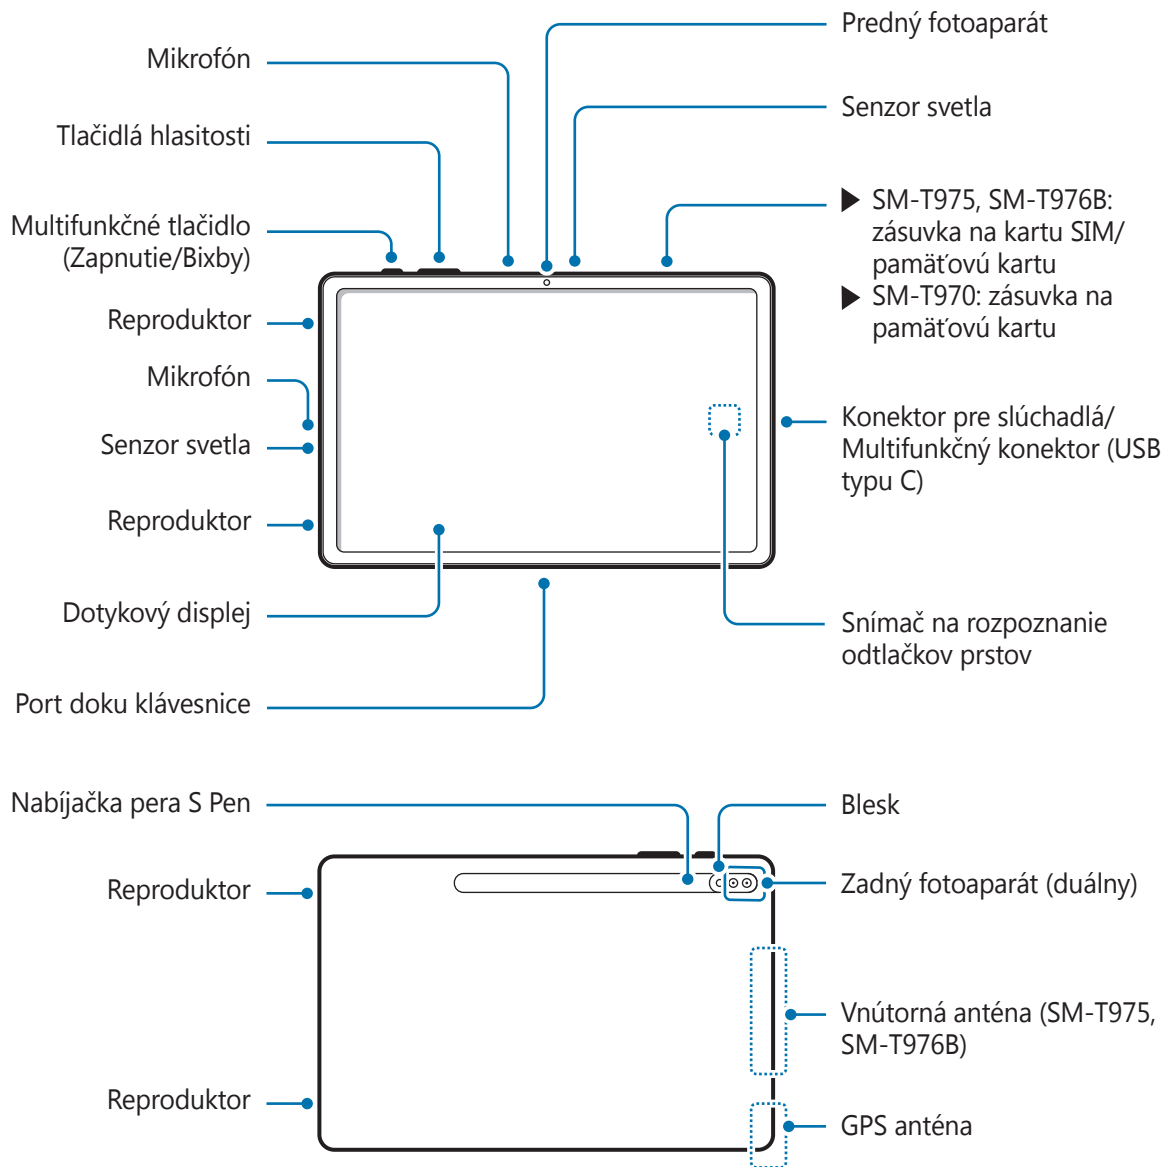 Mikrofón
Tlačidlá hlasitosti
Multifunkčné tlačidlo
(Zapnutie/Bixby)
Reproduktor
Mikrofón
Senzor svetla
Reproduktor
Dotykový displej
Port doku klávesnice
Predný fotoaparát
Senzor svetla
SM-T975, SM-T976B:
zásuvka na kartu SIM/
pamäťovú kartu
SM-T970: zásuvka na
pamäťovú kartu
Konektor pre slúchadlá/
Multifunkčný konektor (USB
typu C)
Snímač na rozpoznanie
odtlačkov prstov
Nabíjačka pera S Pen
Reproduktor
Reproduktor
Blesk
Zadný fotoaparát (duálny)
Vnútorná anténa (SM-T975,
SM-T976B)
GPS anténa